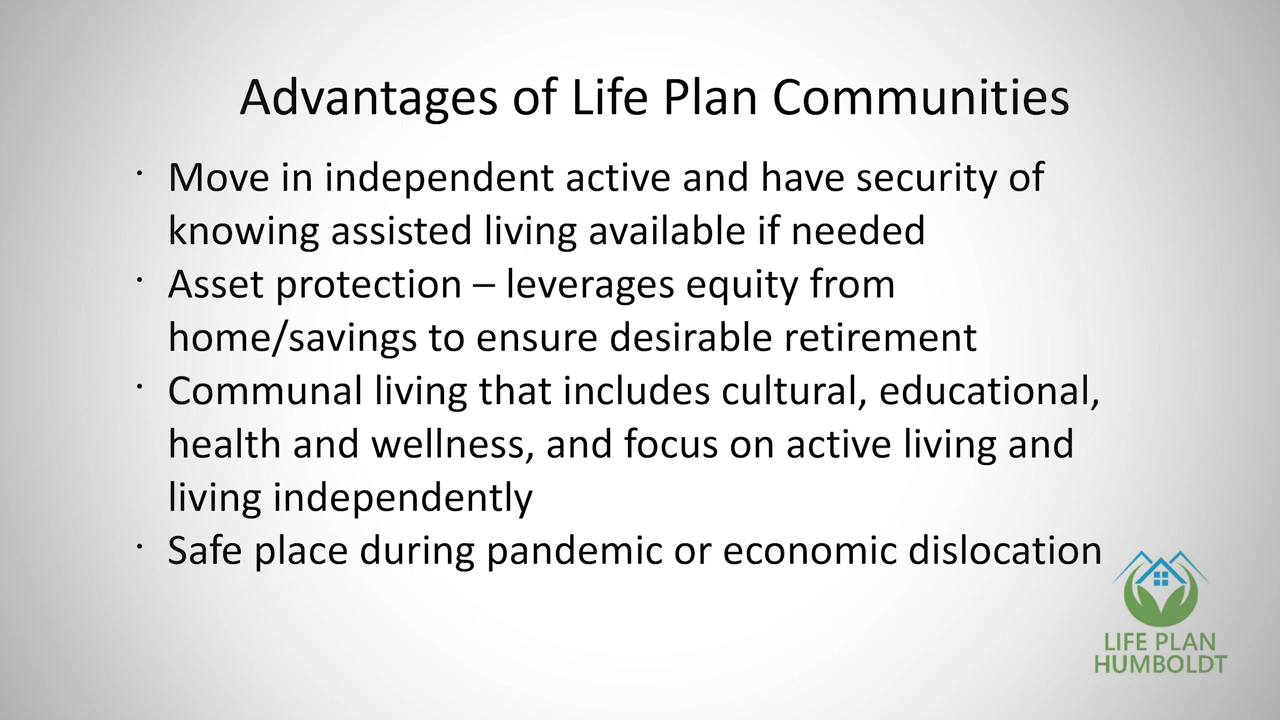 Advantages of Life Plan Communities
· Move in independent active and have security of
knowing assisted living available if needed
· Asset protection – leverages equity from
home/savings to ensure desirable retirement
· Communal living that includes cultural, educational,
health and wellness, and focus on active living and
living independently
· Safe place during pandemic or economic dislocation
LIFE PLAN
HUMBOLDT